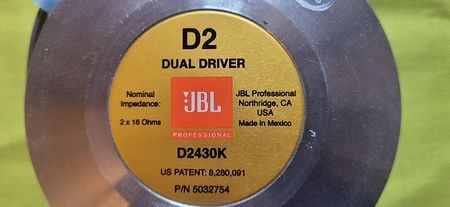 D2
DUAL DRIVER
Nominal
Impedance:
2 x 16 Ohms
JBL
PROFESSIONAL
JBL Professional
Northridge, CA
USA
Made In Mexico
D2430K
US PATENT: 8,280,091
P/N 5032754